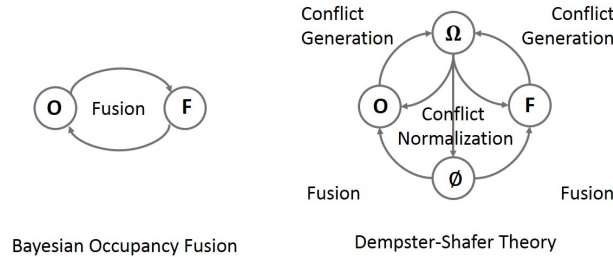 O
Fusion
F
Bayesian Occupancy Fusion
Conflict
Generation
Conflict
Generation
Ω
O
F
Conflict
Normalization
Ø
Fusion
Fusion
Dempster-Shafer Theory